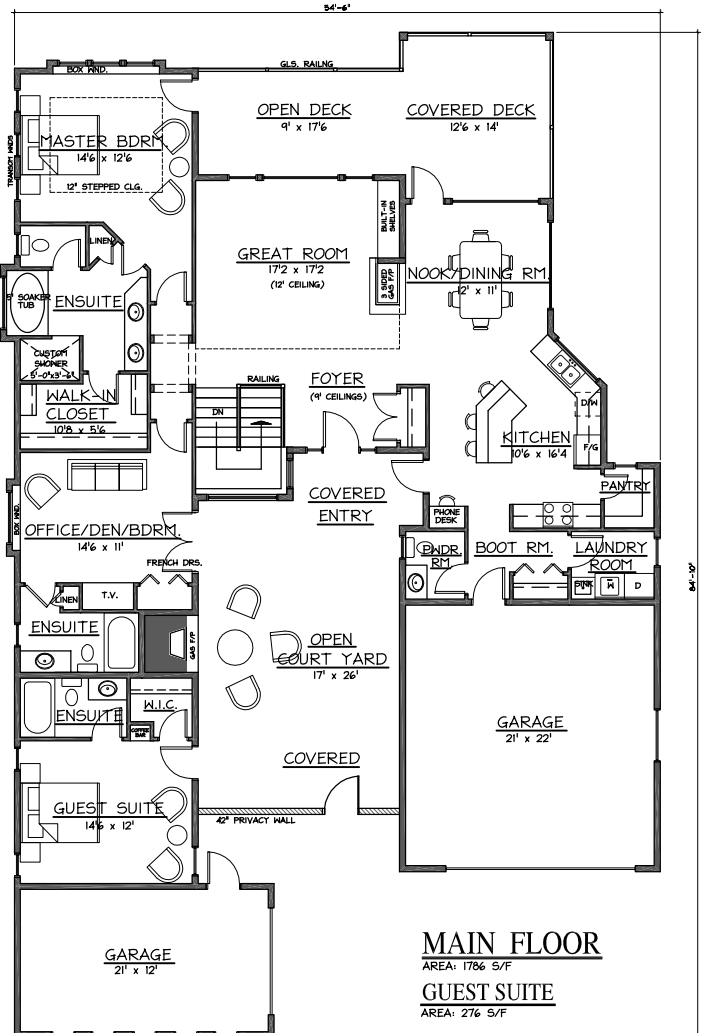 54'-6"
BOX WND.
GLS. RAILNG
OPEN DECK
9' x 17'6
COVERED DECK
12'6 x 14'
TRANSOM WNDS
MASTER BDRM.
14'6 x 12'6
12" STEPPED CLG.
BUILT-IN
SHELVES
LINEN
GREAT ROOM
17'2 x 17'2
(12' CEILING)
3 SIDED
GAS F/P
NOOK/DINING RM.
12' x 11'
5' SOAKER
TUB
ENSUITE
CUSTOM
SHOWER
5'-0"x3'-6"
WALK-IN
CLOSET
10'8 x 5'6
RAILING
DN
FOYER
(9' CEILINGS)
D/W
F/G
KITCHEN
10'6 x 16'4
PANTRY
COVERED
ENTRY
PHONE
DESK
BOX WND.
OFFICE/DEN/BDRM.
14'6 x 11'
FRENCH DRS.
PWDR.
RM
BOOT RM.
LAUNDRY
ROOM
SINK
W
D
84'-10"
LINEN
T.V.
ENSUITE
GAS F/P
OPEN
COURT YARD
17' x 26'
ENSUITE
W.I.C.
COFFEE
BAR
GARAGE
21' x 22'
COVERED
GUEST SUITE
14'6 x 12'
42" PRIVACY WALL
GARAGE
21' x 12'
MAIN FLOOR
AREA: 1786 S/F
GUEST SUITE
AREA: 276 S/F